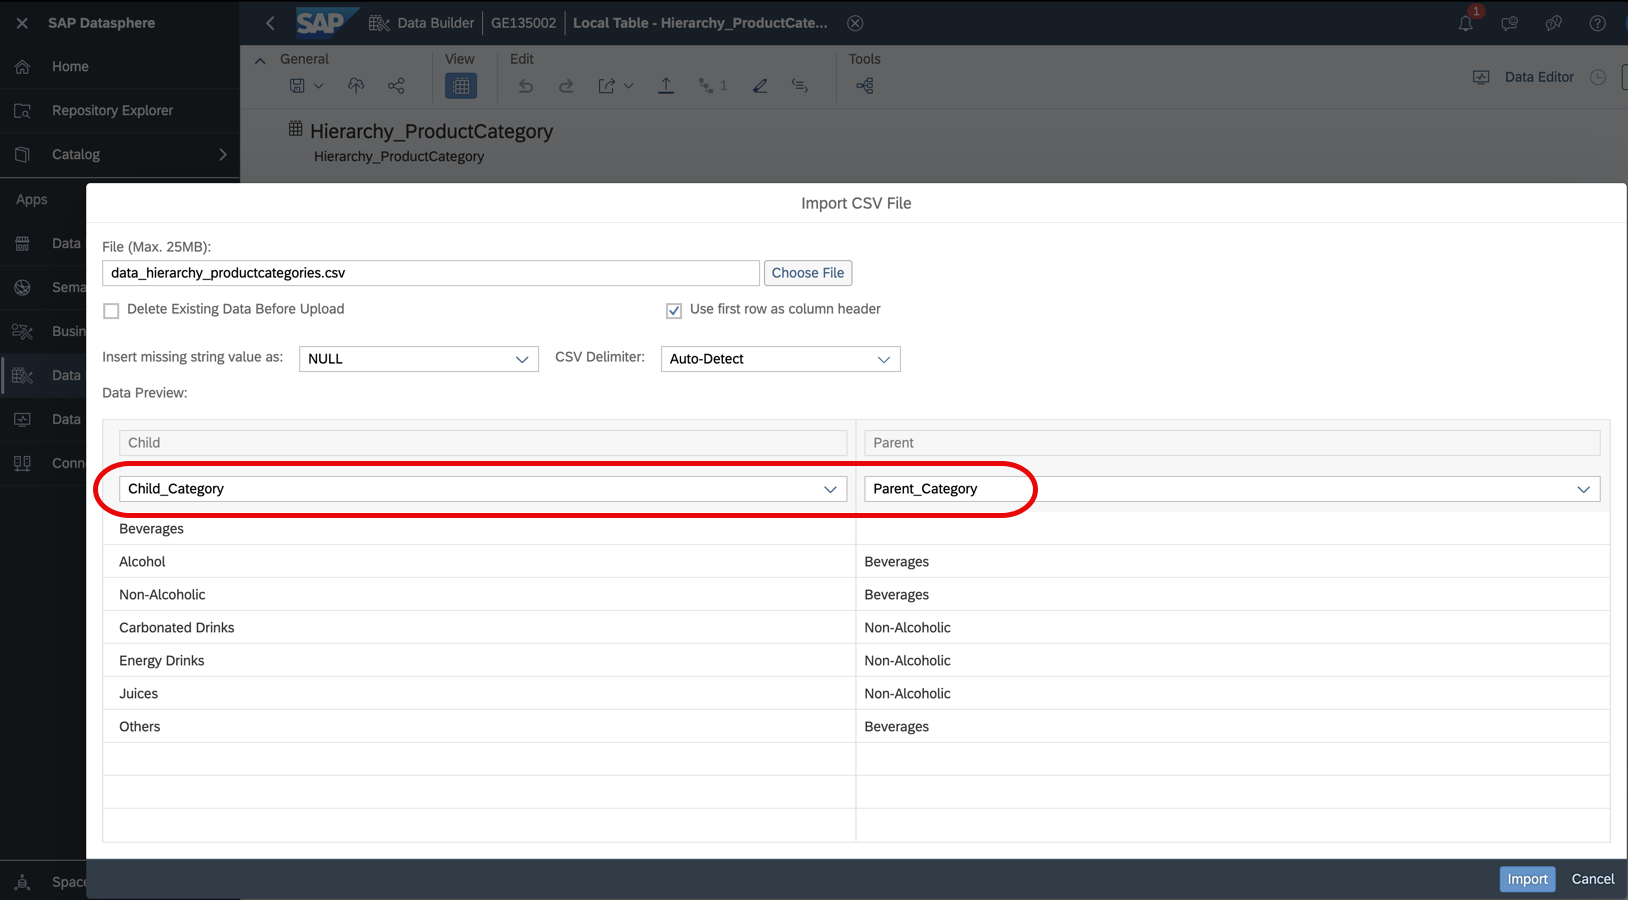 SAP Datasphere
SAP
Data Builder
GE135002
Local Table - Hierarchy_ProductCate...
1
Home
General
View
Edit
Tools
1
Data Editor
Repository Explorer
Catalog
Hierarchy_ProductCategory
Hierarchy_ProductCategory
Apps
Data
Sema
Busin
Data
Data
Conn
Space
Import CSV File
File (Max. 25MB):
data_hierarchy_productcategories.csv
Choose File
Delete Existing Data Before Upload
Use first row as column header
Insert missing string value as:
NULL
CSV Delimiter:
Auto-Detect
Data Preview:
Child
Parent
Child_Category
Parent_Category
Beverages
Alcohol
Beverages
Non-Alcoholic
Beverages
Carbonated Drinks
Non-Alcoholic
Energy Drinks
Non-Alcoholic
Juices
Non-Alcoholic
Others
Beverages
Import
Cancel